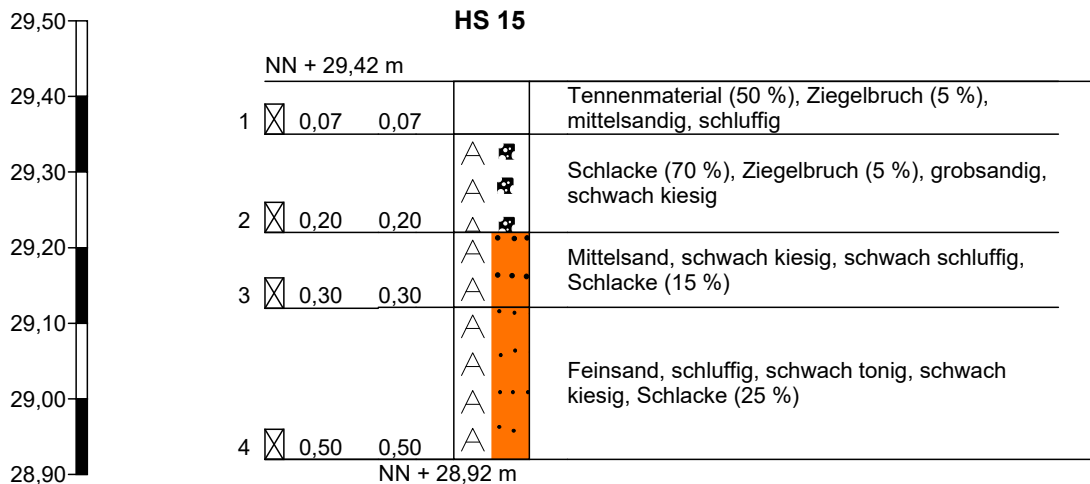 HS 15
29,50
NN + 29,42 m
29,40
Tennenmaterial (50 %), Ziegelbruch (5 %),
mittelsandig, schluffig
1 0,07 0,07
29,30
Schlacke (70 %), Ziegelbruch (5 %), grobsandig,
schwach kiesig
2 0,20 0,20
29,20
Mittelsand, schwach kiesig, schwach schluffig,
Schlacke (15 %)
3 0,30 0,30
29,10
Feinsand, schluffig, schwach tonig, schwach
kiesig, Schlacke (25 %)
29,00
4 0,50 0,50
28,90
NN + 28,92 m